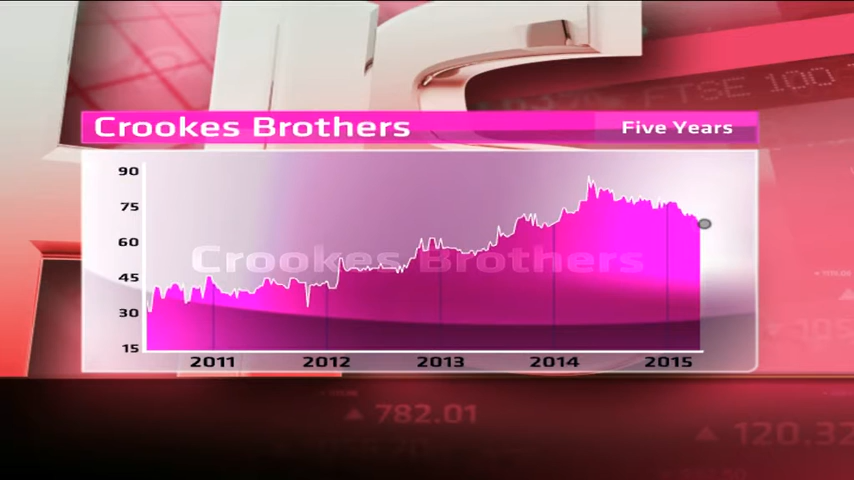 FTSE 100
Crookes Brothers
Five Years
90
75
60
45
30
15
Crookes Brothers
2011 2012 2013 2014 2015
782.01
120.32